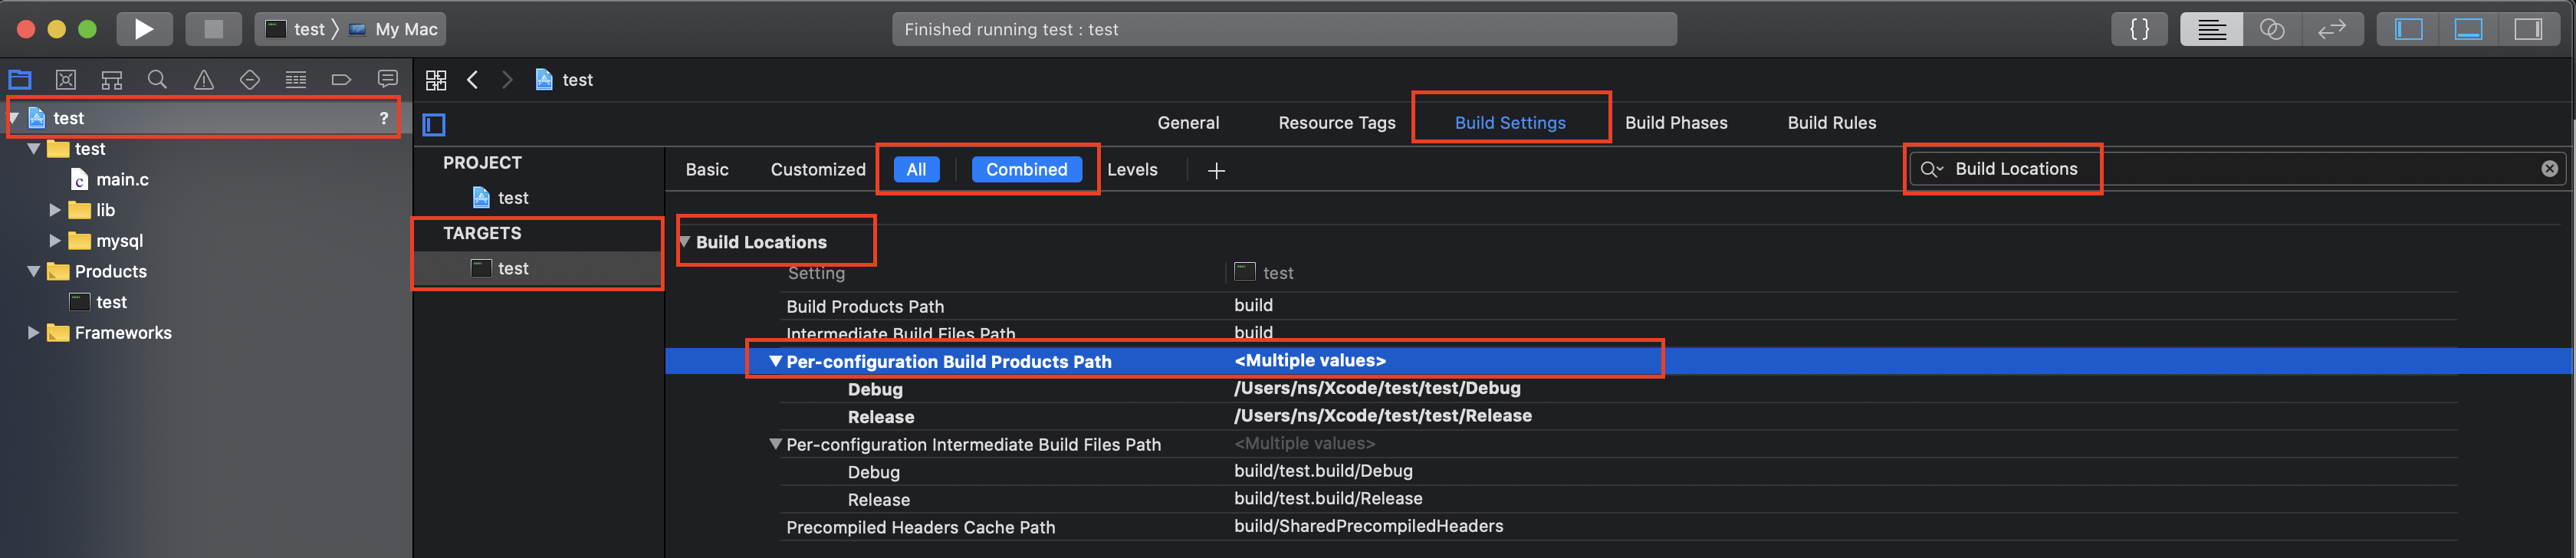 test 〉 My Mac
Finished running test : test
{ }
test
test ?
test
main.c
lib
mysql
Products
test
Frameworks
General Resource Tags Build Settings Build Phases Build Rules
PROJECT
test
TARGETS
test
Basic Customized All Combined Levels +
Build Locations
Build Locations
Setting test
Build Products Path build
Intermediate Build Files Path build
Per-configuration Build Products Path <Multiple values>
Debug /Users/ns/Xcode/test/test/Debug
Release /Users/ns/Xcode/test/test/Release
Per-configuration Intermediate Build Files Path <Multiple values>
Debug build/test.build/Debug
Release build/test.build/Release
Precompiled Headers Cache Path build/SharedPrecompiledHeaders